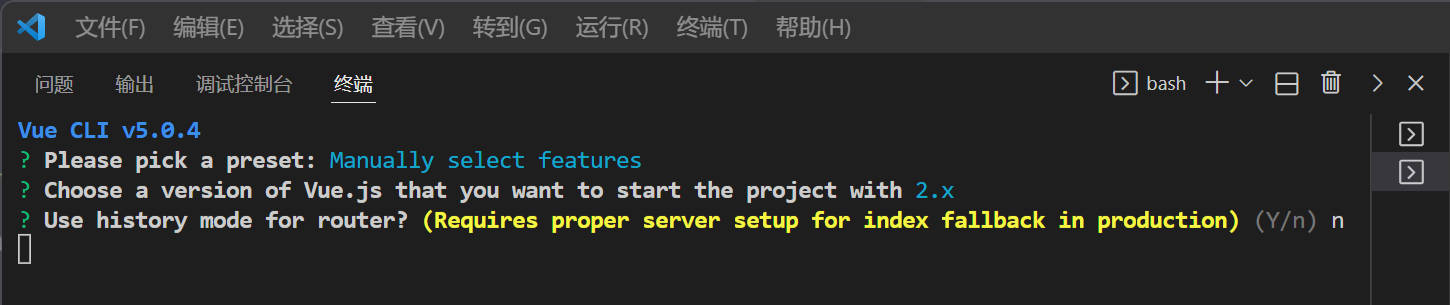 文件(F) 编辑(E) 选择(S) 查看(V) 转到(G) 运行(R) 终端(T) 帮助(H)
问题 输出 调试控制台 终端 bash
Vue CLI v5.0.4
? Please pick a preset: Manually select features
? Choose a version of Vue.js that you want to start the project with 2.x
? Use history mode for router? (Requires proper server setup for index fallback in production) (Y/n) n